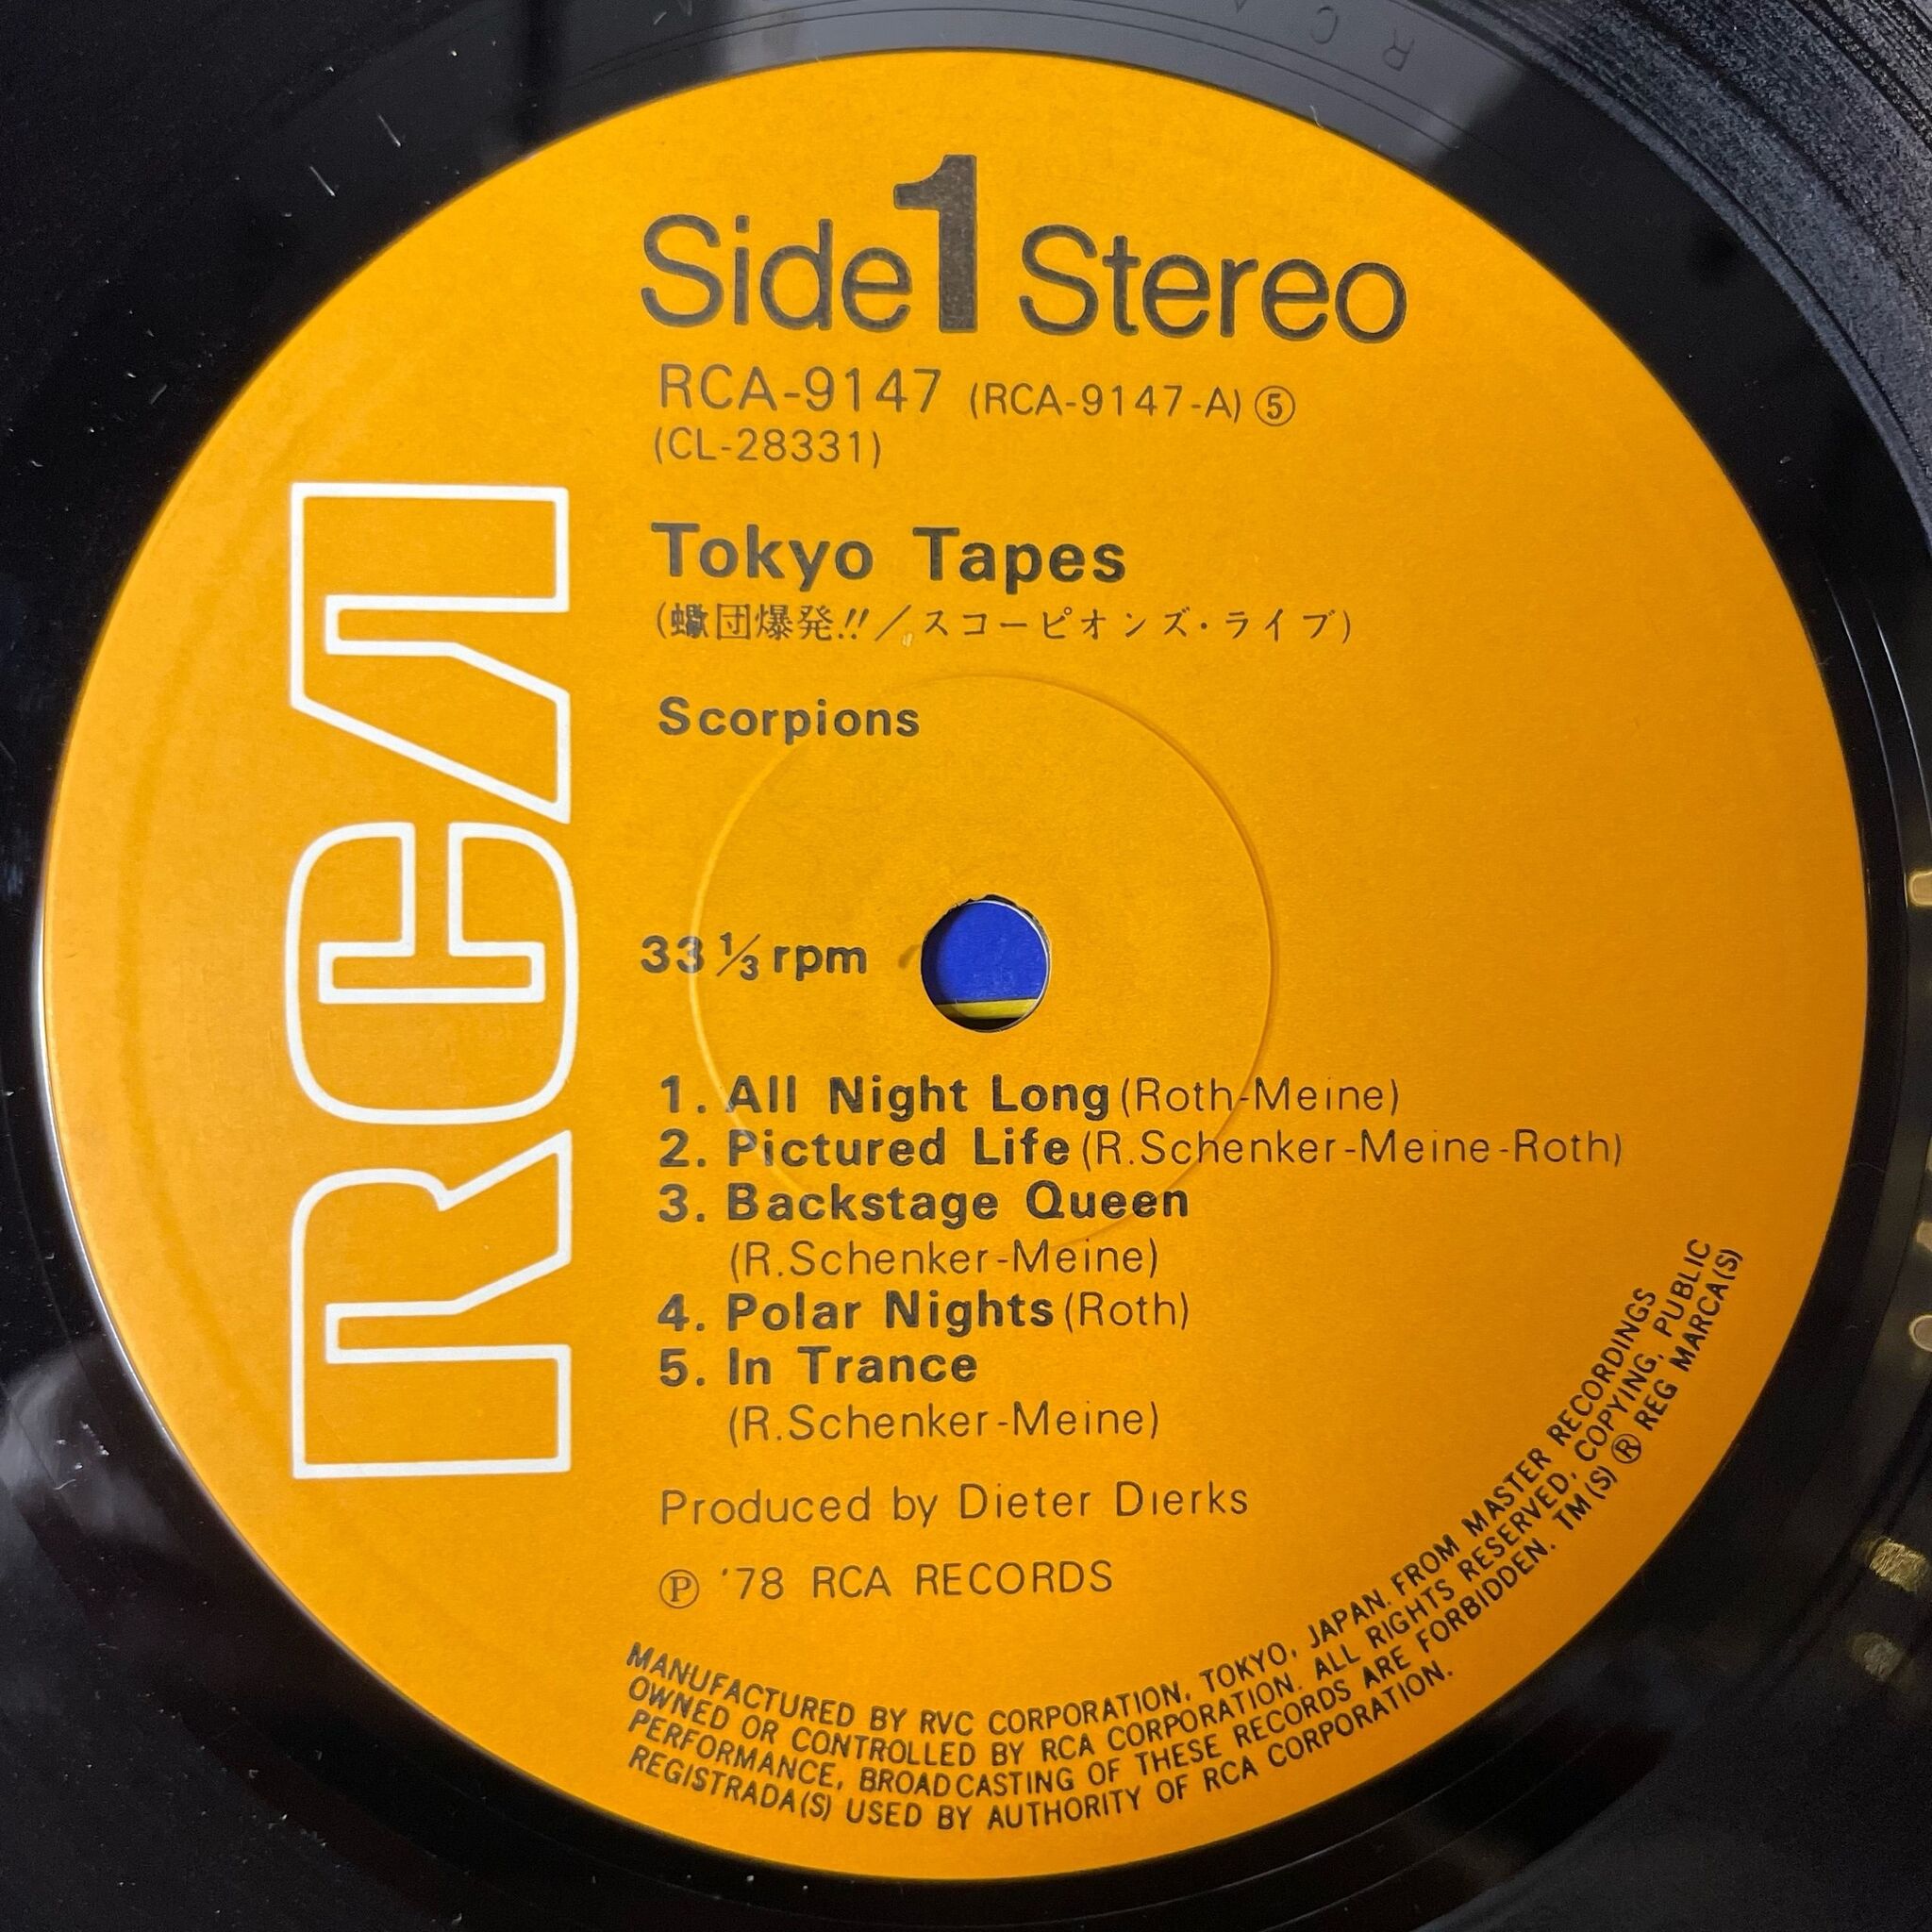 Side 1 Stereo
RCA-9147 (RCA-9147-A) ⑤
(CL-28331)
Tokyo Tapes
(蠍団爆発!!／スコーピオンズ・ライブ)
Scorpions
RCA
33 1/3 rpm
1. All Night Long (Roth-Meine)
2. Pictured Life (R.Schenker-Meine-Roth)
3. Backstage Queen
(R.Schenker-Meine)
4. Polar Nights (Roth)
5. In Trance
(R.Schenker-Meine)
Produced by Dieter Dierks
Ⓟ '78 RCA RECORDS
MANUFACTURED BY RVC CORPORATION, TOKYO, JAPAN. FROM MASTER RECORDINGS
OWNED OR CONTROLLED BY RCA CORPORATION. ALL RIGHTS RESERVED, COPYING, PUBLIC
PERFORMANCE, BROADCASTING OF THESE RECORDS ARE FORBIDDEN. TM(S) ® REG MARCA(S)
REGISTRADA(S) USED BY AUTHORITY OF RCA CORPORATION.